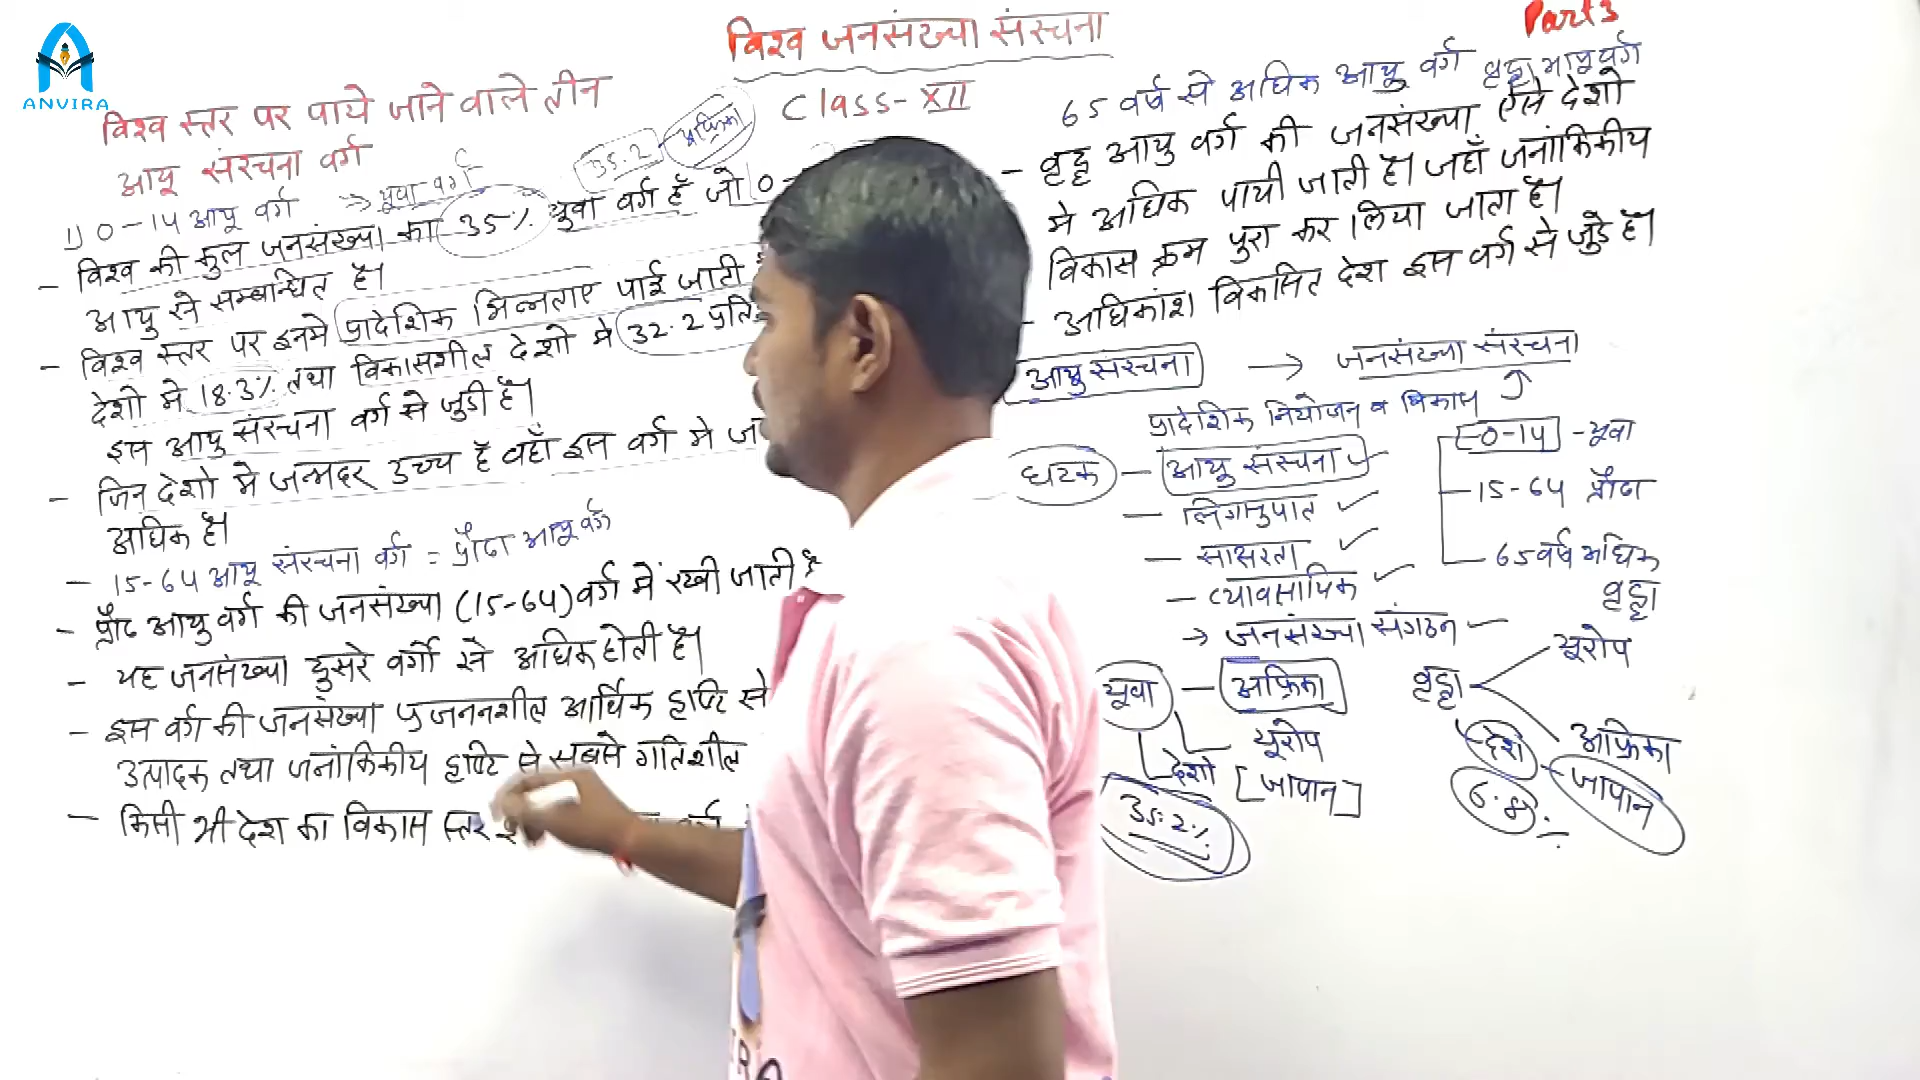 ANVIRA
विश्व जनसंख्या संरचना
Part 3
Class-XII
विश्व स्तर पर पाये जाने वाले तीन
आयु संरचना वर्ग
35.2 अफ्रिका
1) 0-14 आयु वर्ग => युवा वर्ग
- विश्व की कुल जनसंख्या का 35% युवा वर्ग है जो 0-
आयु से सम्बन्धित है।
- विश्व स्तर पर इनमे प्रादेशिक भिन्नताए पाई जाती
देशो मे 18.3% तथा विकासशील देशो मे 32.2 प्रति
इस आयु संरचना वर्ग से जुडी है।
- जिन देशो मे जन्मदर उच्च है वहाँ इस वर्ग मे
अधिक है।
- 15-64 आयु संरचना वर्ग = प्रौढा आयु वर्ग
- प्रौढ आयु वर्ग की जनसंख्या (15-64) वर्ग में रखी जाती है
- यह जनसंख्या दुसरे वर्गो से अधिक होती है।
- इस वर्ग की जनसंख्या प्रजननशील आर्थिक दृष्टि से
उत्पादक तथा जनांकिकीय दृष्टि से सबसे गतिशील
- किसी भी देश का विकास स्तर वर्ग
65 वर्ष से अधिक आयु वर्ग वृद्धा आयु वर्ग
- वृद्ध आयु वर्ग की जनसंख्या ऐसे देशो
मे अधिक पायी जाती है। जहाँ जनांकिकीय
विकास क्रम पुरा कर लिया जाता है।
- अधिकांश विकसित देश इस वर्ग से जुडे है।
आयु संरचना → जनसंख्या संरचना
प्रादेशिक नियोजन व विकास
घटक - आयु संरचना
- लिंगानुपात
- साक्षरता
- व्यावसायिक
→ जनसंख्या संगठन
0-14 - युवा
15-64 प्रौढा
65 वर्ष अधिक
वृद्धा
युवा - अफ्रिका
यूरोप
देशो [जापान]
35.2%
वृद्धा
यूरोप
अफ्रिका
देश - जापान
6.8%